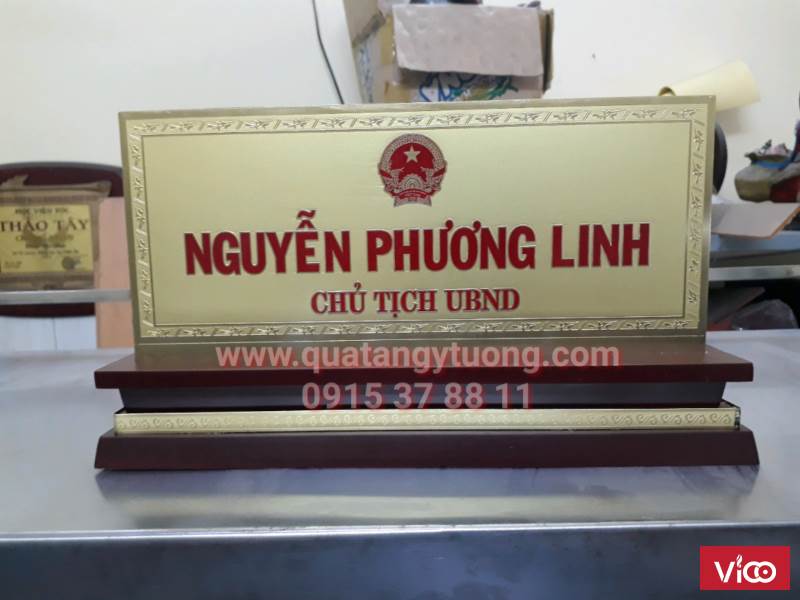 NGUYỄN PHƯƠNG LINH
CHỦ TỊCH UBND
www.quatangytuong.com
0915 37 88 11
THẢO TÂY
ViCO